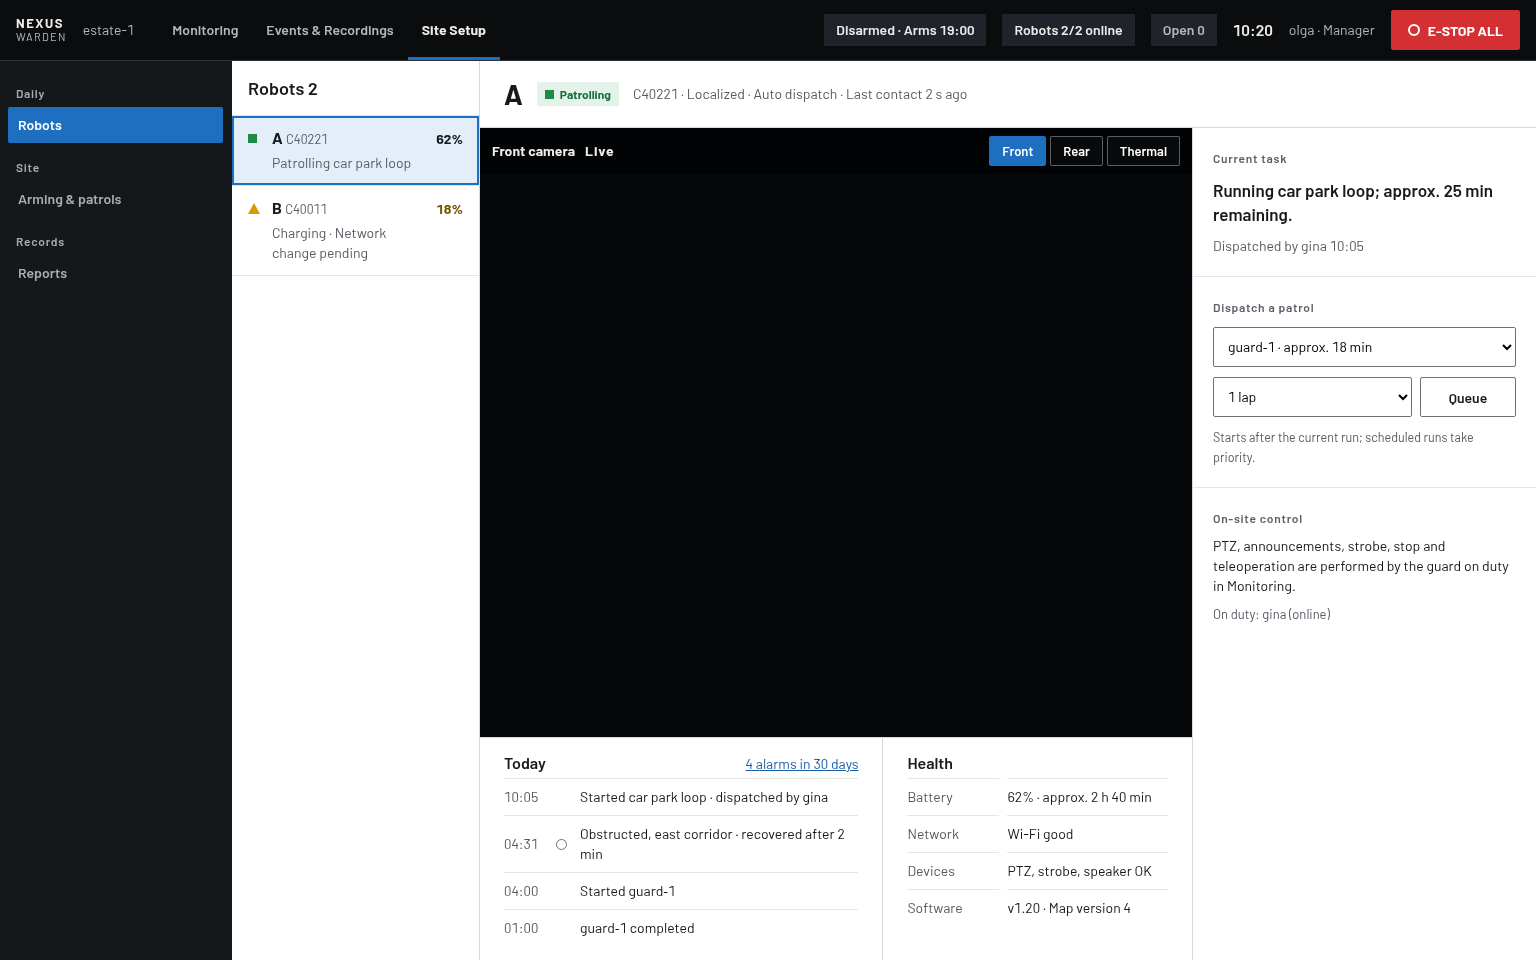 NEXUS
WARDEN
estate-1
Monitoring
Events & Recordings
Site Setup
Disarmed · Arms 19:00
Robots 2/2 online
Open 0
10:20
olga · Manager
E-STOP ALL
Daily
Robots
Site
Arming & patrols
Records
Reports
Robots 2
A C40221
62%
Patrolling car park loop
B C40011
18%
Charging · Network
change pending
A
Patrolling
C40221 · Localized · Auto dispatch · Last contact 2 s ago
Front camera Live
Front
Rear
Thermal
Today
4 alarms in 30 days
10:05 Started car park loop · dispatched by gina
04:31 Obstructed, east corridor · recovered after 2
min
04:00 Started guard-1
01:00 guard-1 completed
Health
Battery 62% · approx. 2 h 40 min
Network Wi-Fi good
Devices PTZ, strobe, speaker OK
Software v1.20 · Map version 4
Current task
Running car park loop; approx. 25 min
remaining.
Dispatched by gina 10:05
Dispatch a patrol
guard-1 · approx. 18 min
1 lap
Queue
Starts after the current run; scheduled runs take
priority.
On-site control
PTZ, announcements, strobe, stop and
teleoperation are performed by the guard on duty
in Monitoring.
On duty: gina (online)